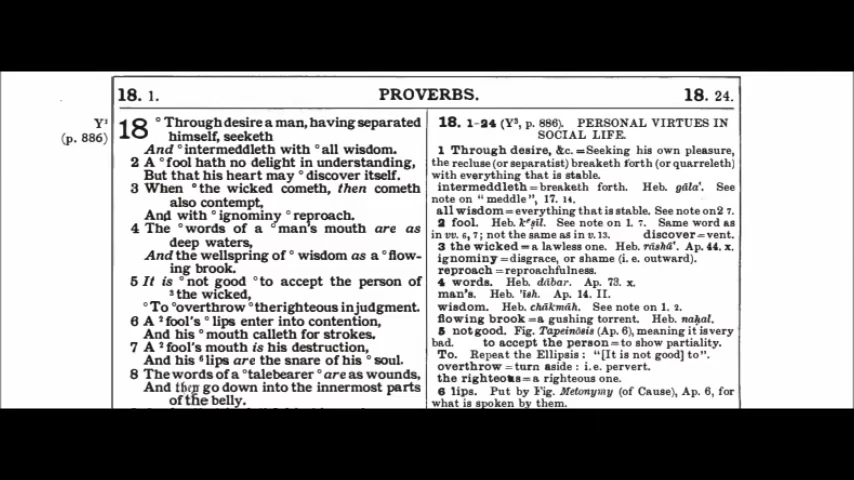 18. 1. PROVERBS. 18. 24.
Y³
(p. 886)
18 °Through desire a man, having separated
himself, seeketh
And °intermeddleth with °all wisdom.
2 A °fool hath no delight in understanding,
But that his heart may °discover itself.
3 When °the wicked cometh, then cometh
also contempt,
And with °ignominy °reproach.
4 The °words of a °man's mouth are as
deep waters,
And the wellspring of °wisdom as a °flow-
ing brook.
5 It is °not good °to accept the person of
³the wicked,
°To °overthrow °the righteous in judgment.
6 A ²fool's °lips enter into contention,
And his °mouth calleth for strokes.
7 A ²fool's mouth is his destruction,
And his ⁶lips are the snare of his °soul.
8 The words of a °talebearer °are as wounds,
And they go down into the innermost parts
of the belly.
18. 1-24 (Y³, p. 886). PERSONAL VIRTUES IN
SOCIAL LIFE.
1 Through desire, &c. = Seeking his own pleasure,
the recluse (or separatist) breaketh forth (or quarreleth)
with everything that is stable.
intermeddleth = breaketh forth. Heb. gāla'. See
note on "meddle", 17. 14.
all wisdom = everything that is stable. See note on 2 7.
2 fool. Heb. kᵉsīl. See note on 1. 7. Same word as
in vv. 6, 7; not the same as in v. 13. discover = vent.
3 the wicked = a lawless one. Heb. rāshā'. Ap. 44. x.
ignominy = disgrace, or shame (i.e. outward).
reproach = reproachfulness.
4 words. Heb. dābar. Ap. 73. x.
man's. Heb. 'ish. Ap. 14. II.
wisdom. Heb. chākmāh. See note on 1. 2.
flowing brook = a gushing torrent. Heb. naḥal.
5 not good. Fig. Tapeinōsis (Ap. 6), meaning it is very
bad. to accept the person = to show partiality.
To. Repeat the Ellipsis: "[It is not good] to".
overthrow = turn aside: i.e. pervert.
the righteous = a righteous one.
6 lips. Put by Fig. Metonymy (of Cause), Ap. 6, for
what is spoken by them.